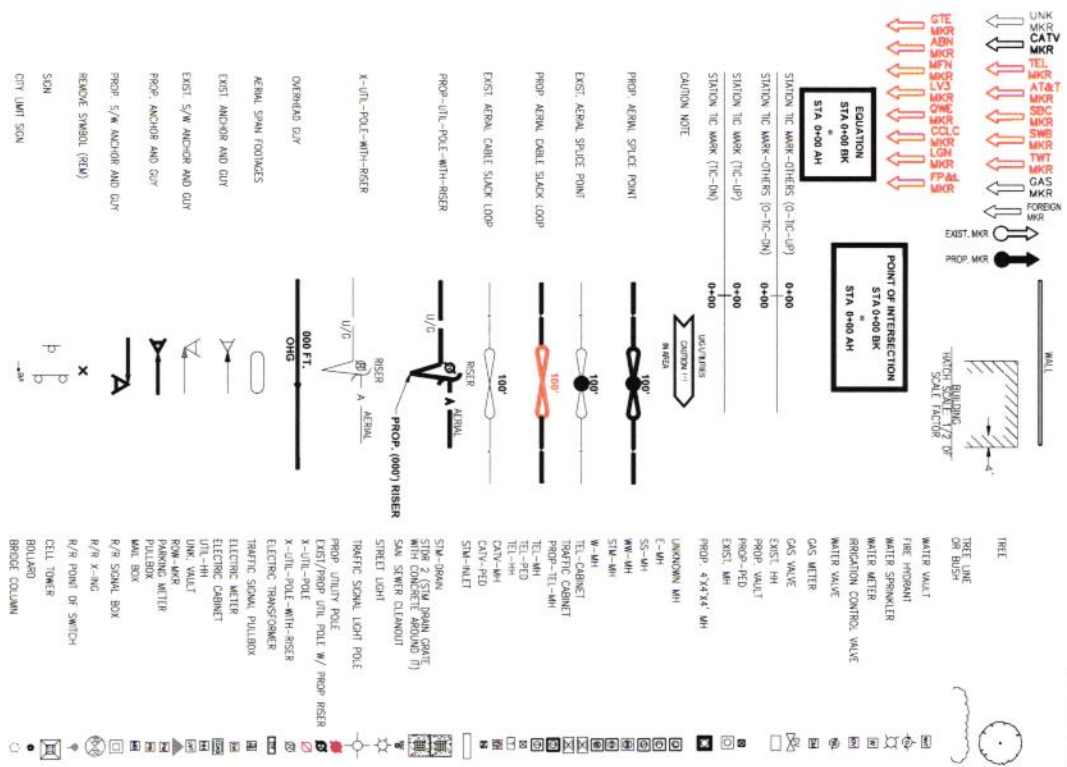 UNK
MKR
CATV
MKR
TEL
MKR
AT&T
MKR
SBC
MKR
SWB
MKR
TWT
MKR
GAS
MKR
FOREIGN
MKR
EXIST. MKR
PROP. MKR
GTE
MKR
ABN
MKR
MFN
MKR
LV3
MKR
QWE
MKR
CCLC
MKR
LGN
MKR
FP&L
MKR
WALL
BUILDING
HATCH SCALE: 1/2 OF
SCALE FACTOR
4'
EQUATION
STA 0+00 BK
=
STA 0+00 AH
POINT OF INTERSECTION
STA 0+00 BK
=
STA 0+00 AH
STATION TIC MARK-OTHERS (O-TIC-UP)
0+00
STATION TIC MARK-OTHERS (O-TIC-DN)
0+00
STATION TIC MARK (TIC-UP)
0+00
STATION TIC MARK (TIC-DN)
0+00
CAUTION NOTE
U/G UTILITIES
CAUTION !!!
IN AREA
PROP. AERIAL SPLICE POINT
100'
EXIST. AERIAL SPLICE POINT
100'
PROP AERIAL CABLE SLACK LOOP
100'
EXIST. AERIAL CABLE SLACK LOOP
100'
PROP-UTIL-POLE-WITH-RISER
U/G
RISER
A
AERIAL
PROP. (000') RISER
X-UTIL-POLE-WITH-RISER
U/G
RISER
A
AERIAL
OVERHEAD GUY
000 FT.
OHG
AERIAL SPAN FOOTAGES
EXIST ANCHOR AND GUY
EXIST. S/W ANCHOR AND GUY
PROP. ANCHOR AND GUY
PROP. S/W ANCHOR AND GUY
REMOVE SYMBOL (REM)
X
SIGN
CITY LIMIT SIGN
TREE
TREE LINE
OR BUSH
WATER VAULT
FIRE HYDRANT
WATER SPRINKLER
WATER METER
IRRIGATION CONTROL VALVE
WATER VALVE
GAS METER
GAS VALVE
EXIST. HH
PROP. VAULT
PROP-PED
EXIST. MH
PROP. 4'X4'X4' MH
UNKNOWN MH
E-MH
SS-MH
WW-MH
STM-MH
W-MH
TEL-CABINET
TRAFFIC CABINET
PROP-TEL-MH
TEL-MH
TEL-PED
TEL-HH
CATV-MH
CATV-PED
STM-INLET
STM-DRAIN
STDR 2 (STM DRAIN GRATE
WITH CONCRETE AROUND IT)
SAN SEWER CLEANOUT
STREET LIGHT
TRAFFIC SIGNAL LIGHT POLE
PROP. UTILITY POLE
EXIST/PROP UTIL POLE W/ PROP RISER
X-UTIL-POLE
X-UTIL-POLE-WITH-RISER
ELECTRIC TRANSFORMER
TRAFFIC SIGNAL PULLBOX
ELECTRIC METER
ELECTRIC CABINET
UTIL-HH
UNK. VAULT
ROW-MKR
PARKING METER
PULLBOX
MAIL BOX
R/R SIGNAL BOX
R/R X-ING
R/R POINT OF SWITCH
CELL TOWER
BOLLARD
BRIDGE COLUMN